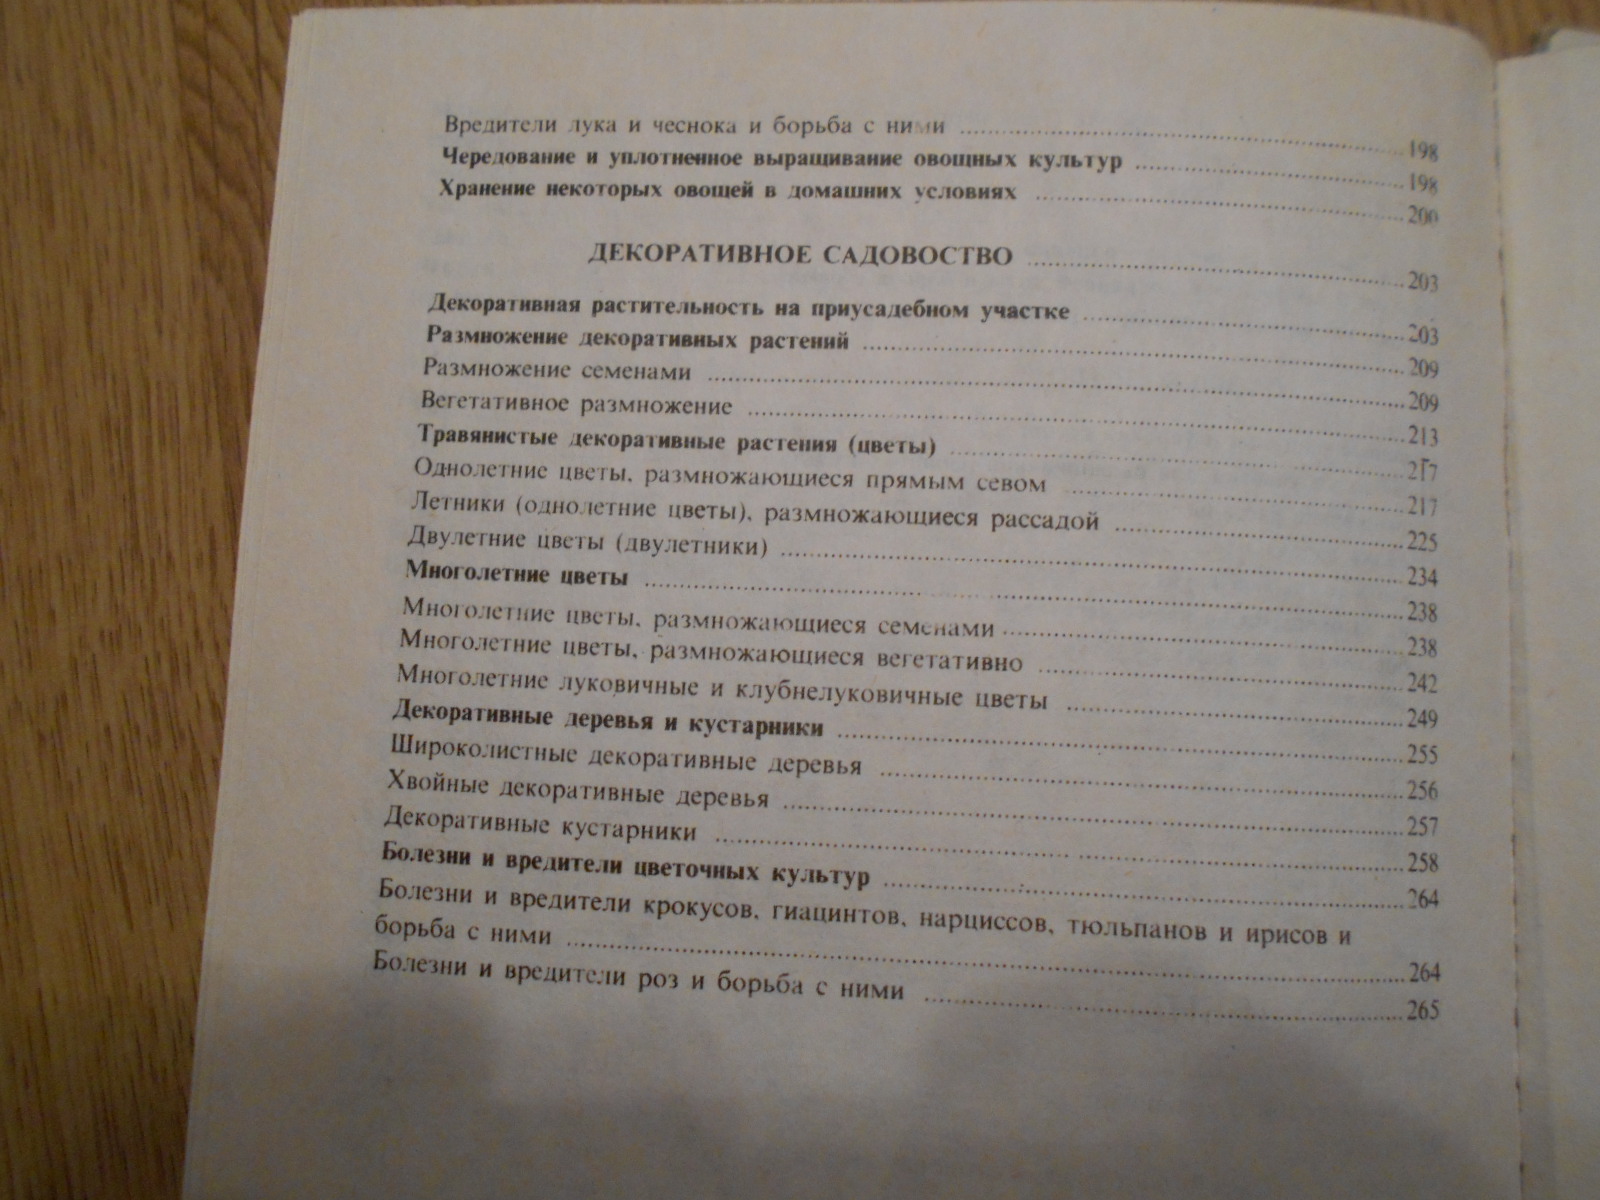 Вредители лука и чеснока и борьба с ними 198
Чередование и уплотненное выращивание овощных культур 198
Хранение некоторых овощей в домашних условиях 200
ДЕКОРАТИВНОЕ САДОВОСТВО 203
Декоративная растительность на приусадебном участке 203
Размножение декоративных растений 209
Размножение семенами 209
Вегетативное размножение 213
Травянистые декоративные растения (цветы) 217
Однолетние цветы, размножающиеся прямым севом 217
Летники (однолетние цветы), размножающиеся рассадой 225
Двулетние цветы (двулетники) 234
Многолетние цветы 238
Многолетние цветы, размножающиеся семенами 238
Многолетние цветы, размножающиеся вегетативно 242
Многолетние луковичные и клубнелуковичные цветы 249
Декоративные деревья и кустарники 255
Широколистные декоративные деревья 256
Хвойные декоративные деревья 257
Декоративные кустарники 258
Болезни и вредители цветочных культур 264
Болезни и вредители крокусов, гиацинтов, нарциссов, тюльпанов и ирисов и
борьба с ними 264
Болезни и вредители роз и борьба с ними 265